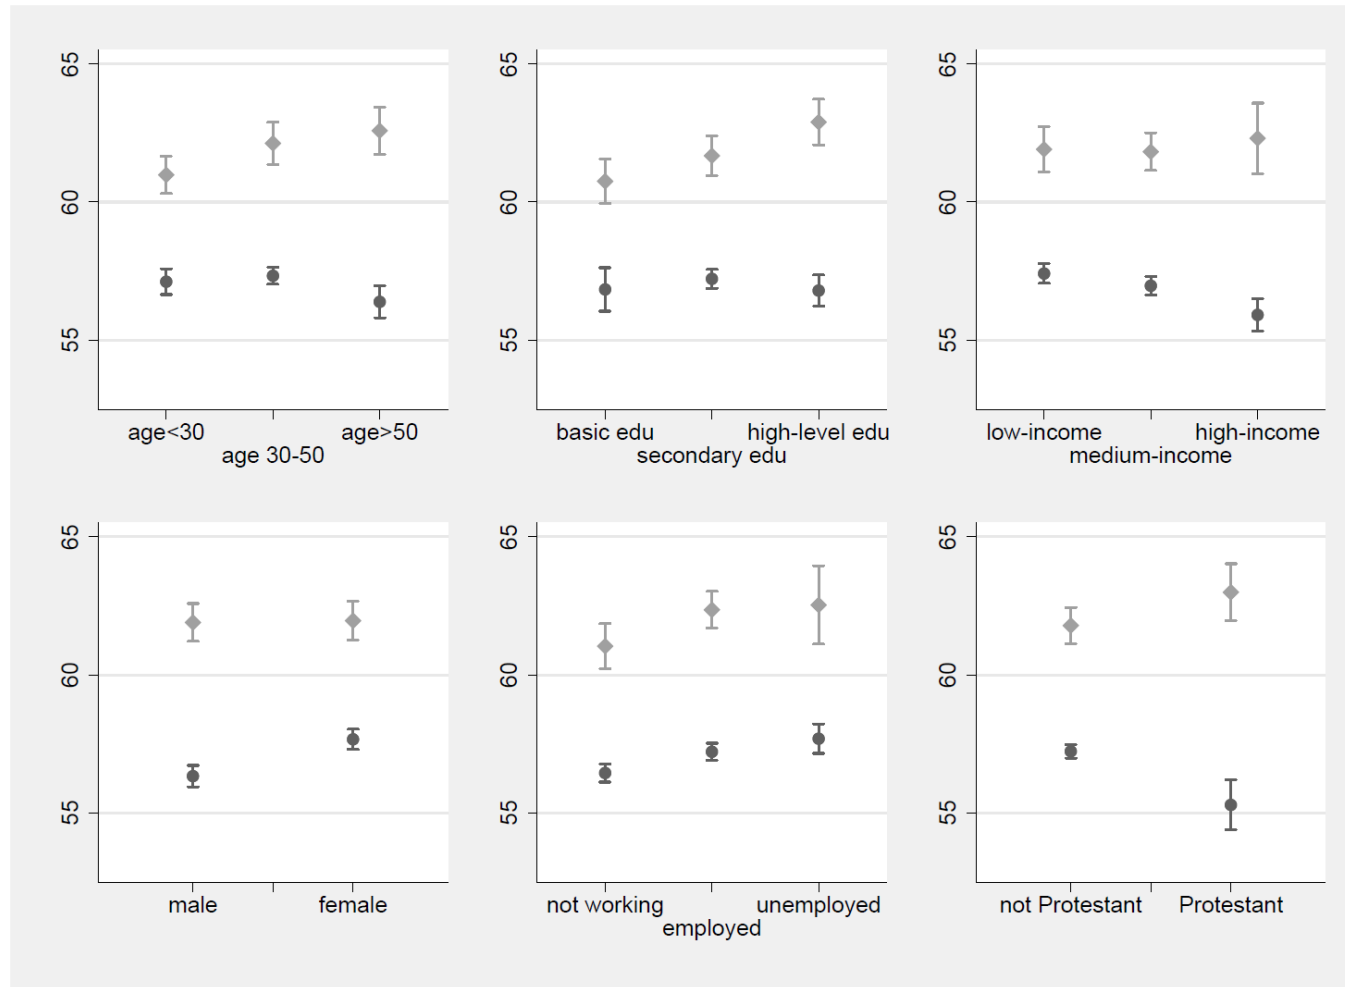 65
60
55
age<30
age>50
age 30-50
65
60
55
basic edu
high-level edu
secondary edu
65
60
55
low-income
high-income
medium-income
65
60
55
male
female
65
60
55
not working
unemployed
employed
65
60
55
not Protestant
Protestant